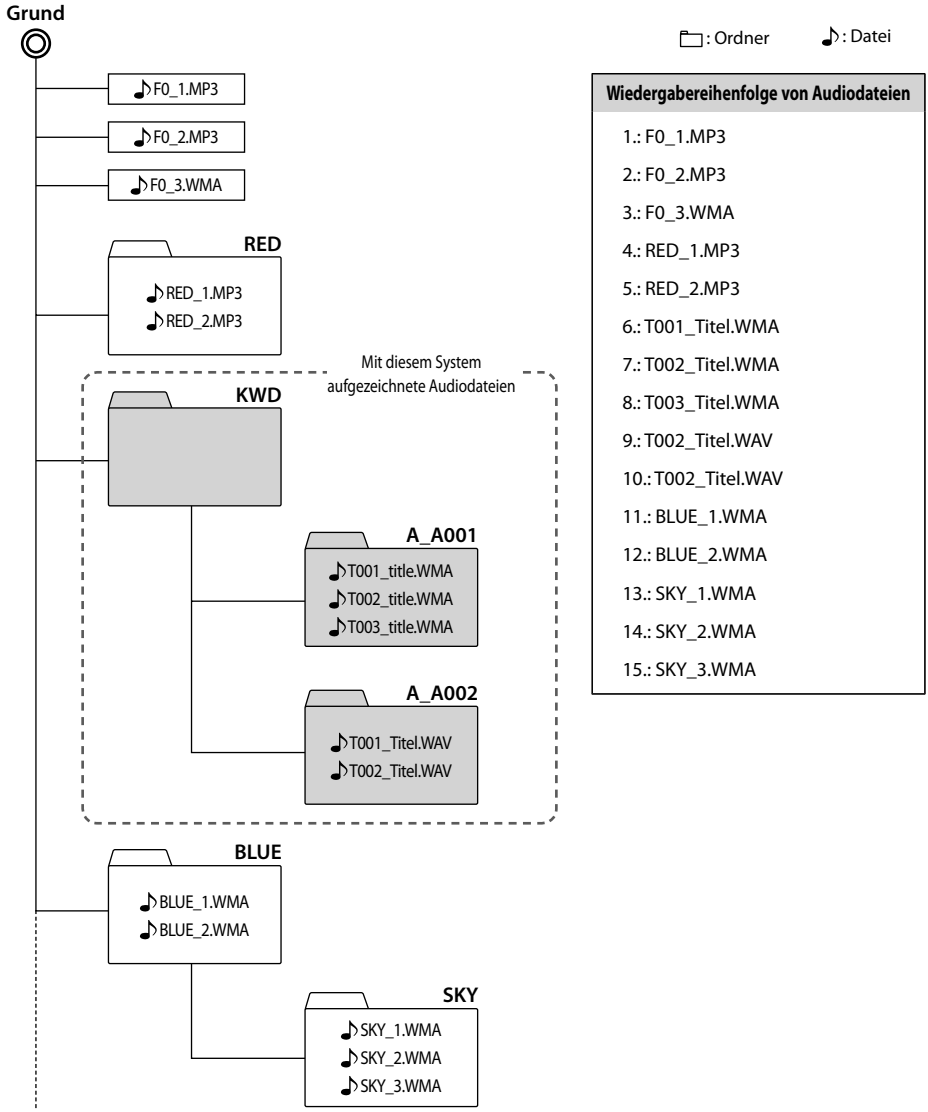 Grund
: Ordner
: Datei
F0_1.MP3
F0_2.MP3
F0_3.WMA
RED
RED_1.MP3
RED_2.MP3
Mit diesem System
aufgezeichnete Audiodateien
KWD
A_A001
T001_title.WMA
T002_title.WMA
T003_title.WMA
A_A002
T001_Titel.WAV
T002_Titel.WAV
BLUE
BLUE_1.WMA
BLUE_2.WMA
SKY
SKY_1.WMA
SKY_2.WMA
SKY_3.WMA
Wiedergabereihenfolge von Audiodateien
1.: F0_1.MP3
2.: F0_2.MP3
3.: F0_3.WMA
4.: RED_1.MP3
5.: RED_2.MP3
6.: T001_Titel.WMA
7.: T002_Titel.WMA
8.: T003_Titel.WMA
9.: T002_Titel.WAV
10.: T002_Titel.WAV
11.: BLUE_1.WMA
12.: BLUE_2.WMA
13.: SKY_1.WMA
14.: SKY_2.WMA
15.: SKY_3.WMA